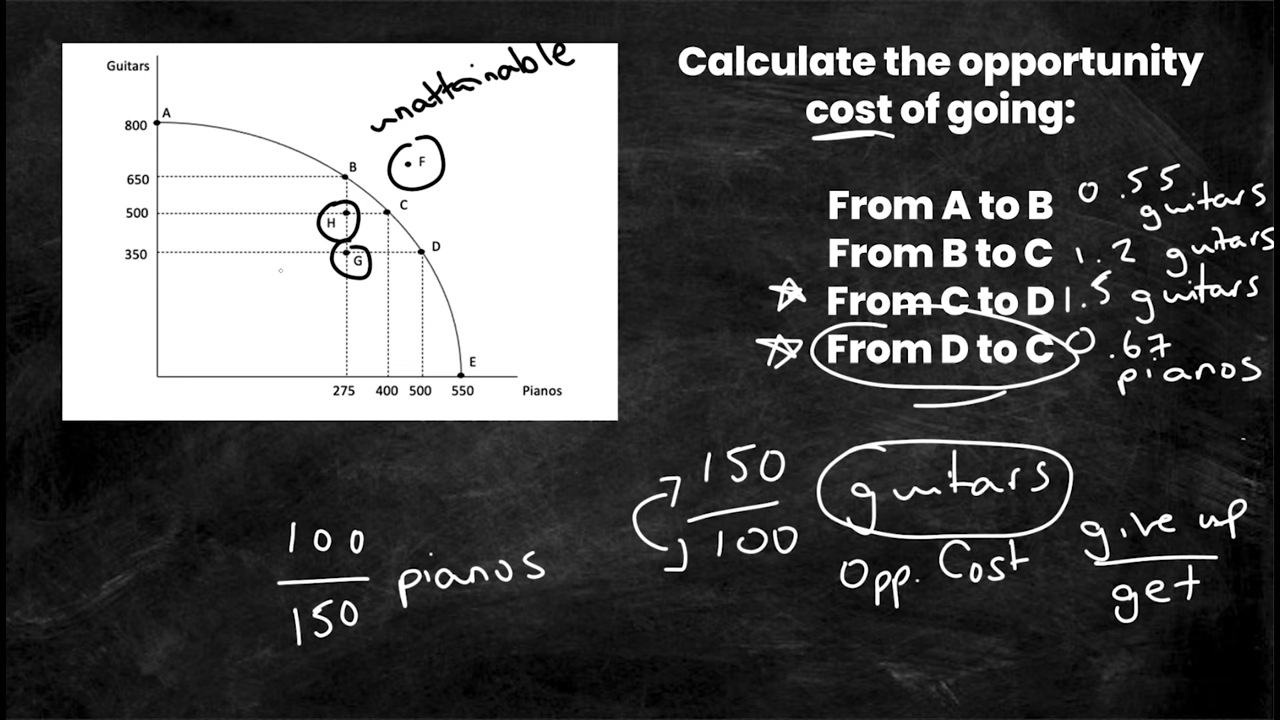 Guitars
unattainable
800
A
650
B
F
500
H
C
350
G
D
E
275
400
500
550
Pianos
Calculate the opportunity
cost of going:
From A to B 0.55 guitars
From B to C 1.2 guitars
From C to D 1.5 guitars
From D to C 0.67 pianos
150
100
guitars
Opp. Cost
give up
get
100
150
pianos